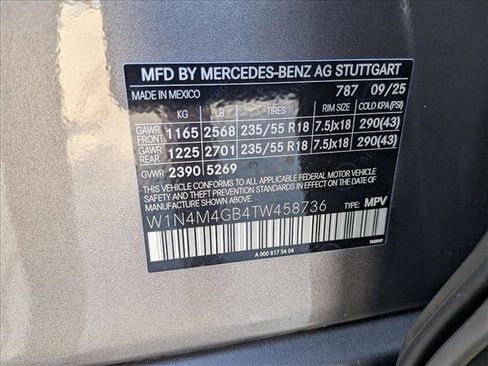 MFD BY MERCEDES-BENZ AG STUTTGART
MADE IN MEXICO 787 09/25
KG LB TIRE SIZE RIM SIZE COLD KPA(PSI)
GAWR FRONT 1165 2568 235/55 R18 7.5Jx18 290(43)
GAWR REAR 1225 2701 235/55 R18 7.5Jx18 290(43)
GVWR 2390 5269
THIS VEHICLE CONFORMS TO ALL APPLICABLE FEDERAL MOTOR VEHICLE
SAFETY STANDARDS AND THEFT PREVENTION STANDARDS
IN EFFECT ON THE DATE OF MANUFACTURE SHOWN ABOVE.
W1N4M4GB4TW458736
TYPE: MPV
A 000 817 54 04